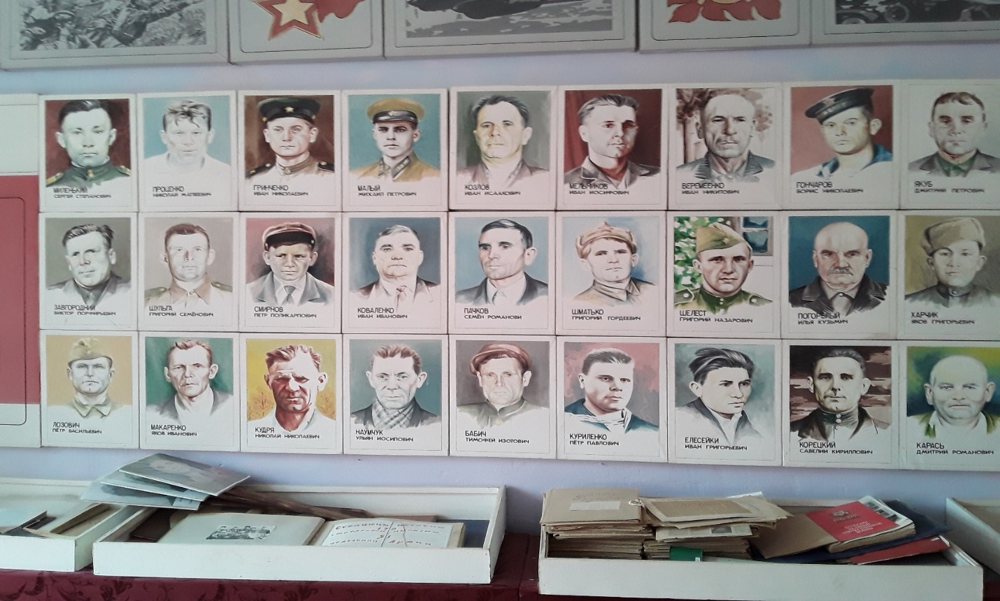 МИЛЕНЬКИЙ
СЕРГЕЙ СТЕПАНОВИЧ
ПРОЦЕНКО
НИКОЛАЙ МАТВЕЕВИЧ
ГРИНЧЕНКО
ИВАН НИКОЛАЕВИЧ
МАЛЫЙ
МИХАИЛ ПЕТРОВИЧ
КОЗЛОВ
ИВАН ИСААКОВИЧ
МЕЛЬНИКОВ
ИВАН ИОСИФОВИЧ
ВЕРЕМЕЕНКО
ИВАН НИКИТОВИЧ
ГОНЧАРОВ
БОРИС НИКОЛАЕВИЧ
ЯКУБ
ДМИТРИЙ ПЕТРОВИЧ
ЗАВГОРОДНИЙ
ВИКТОР ПОРФИРЬЕВИЧ
ШУЛЬГА
ГРИГОРИЙ СЕМЁНОВИЧ
СМИРНОВ
ПЕТР ПОЛИКАРПОВИЧ
КОВАЛЕНКО
ИВАН ИВАНОВИЧ
ПАЧКОВ
СЕМЁН РОМАНОВИ
ШМАТЬКО
ГРИГОРИЙ ГОРДЕЕВИЧ
ШЕЛЕСТ
ГРИГОРИЙ НАЗАРОВИЧ
ПОГОРЕЛЫЙ
ИЛЬЯ КУЗЬМИЧ
ХАРЧИК
ЯКОВ ГРИГОРЬЕВИЧ
ЛОЗОВИЧ
ПЁТР ВАСИЛЬЕВИЧ
МАКАРЕНКО
ЯКОВ ИВАНОВИЧ
КУДРЯ
НИКОЛАЙ НИКОЛАЕВИЧ
НАУМЧУК
УЛЬЯН ИОСИПОВИЧ
БАБИЧ
ТИМОФЕЙ ИЗОТОВИЧ
КУРИЛЕНКО
ПЁТР ПАВЛОВИЧ
ЕЛЕСЕЙКИ
ИВАН ГРИГОРЬЕВИЧ
КОРЕЦКИЙ
САВЕЛИЙ КИРИЛЛОВИЧ
КАРАСЬ
ДМИТРИЙ РОМАНОВИЧ